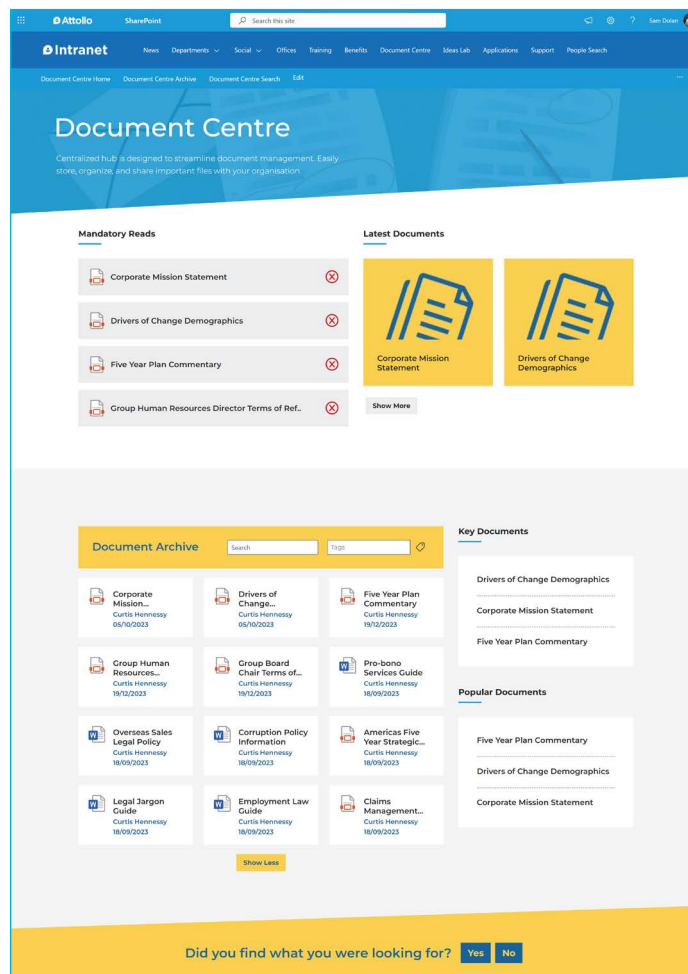 Attollo
SharePoint
Search this site
Sam Dolan
Intranet
News
Departments
Social
Offices
Training
Benefits
Document Centre
Ideas Lab
Applications
Support
People Search
Document Centre Home
Document Centre Archive
Document Centre Search
Edit
Document Centre
Centralized hub is designed to streamline document management. Easily
store, organize, and share important files with your organisation
Mandatory Reads
Corporate Mission Statement
Drivers of Change Demographics
Five Year Plan Commentary
Group Human Resources Director Terms of Ref..
Latest Documents
Corporate Mission
Statement
Drivers of Change
Demographics
Show More
Document Archive
Search
Tags
Corporate
Mission...
Curtis Hennessy
05/10/2023
Drivers of
Change...
Curtis Hennessy
05/10/2023
Five Year Plan
Commentary
Curtis Hennessy
19/12/2023
Group Human
Resources...
Curtis Hennessy
19/12/2023
Group Board
Chair Terms of...
Curtis Hennessy
19/12/2023
Pro-bono
Services Guide
Curtis Hennessy
18/09/2023
Overseas Sales
Legal Policy
Curtis Hennessy
18/09/2023
Corruption Policy
Information
Curtis Hennessy
18/09/2023
Americas Five
Year Strategic...
Curtis Hennessy
18/09/2023
Legal Jargon
Guide
Curtis Hennessy
18/09/2023
Employment Law
Guide
Curtis Hennessy
18/09/2023
Claims
Management...
Curtis Hennessy
18/09/2023
Show Less
Key Documents
Drivers of Change Demographics
Corporate Mission Statement
Five Year Plan Commentary
Popular Documents
Five Year Plan Commentary
Drivers of Change Demographics
Corporate Mission Statement
Did you find what you were looking for?
Yes
No